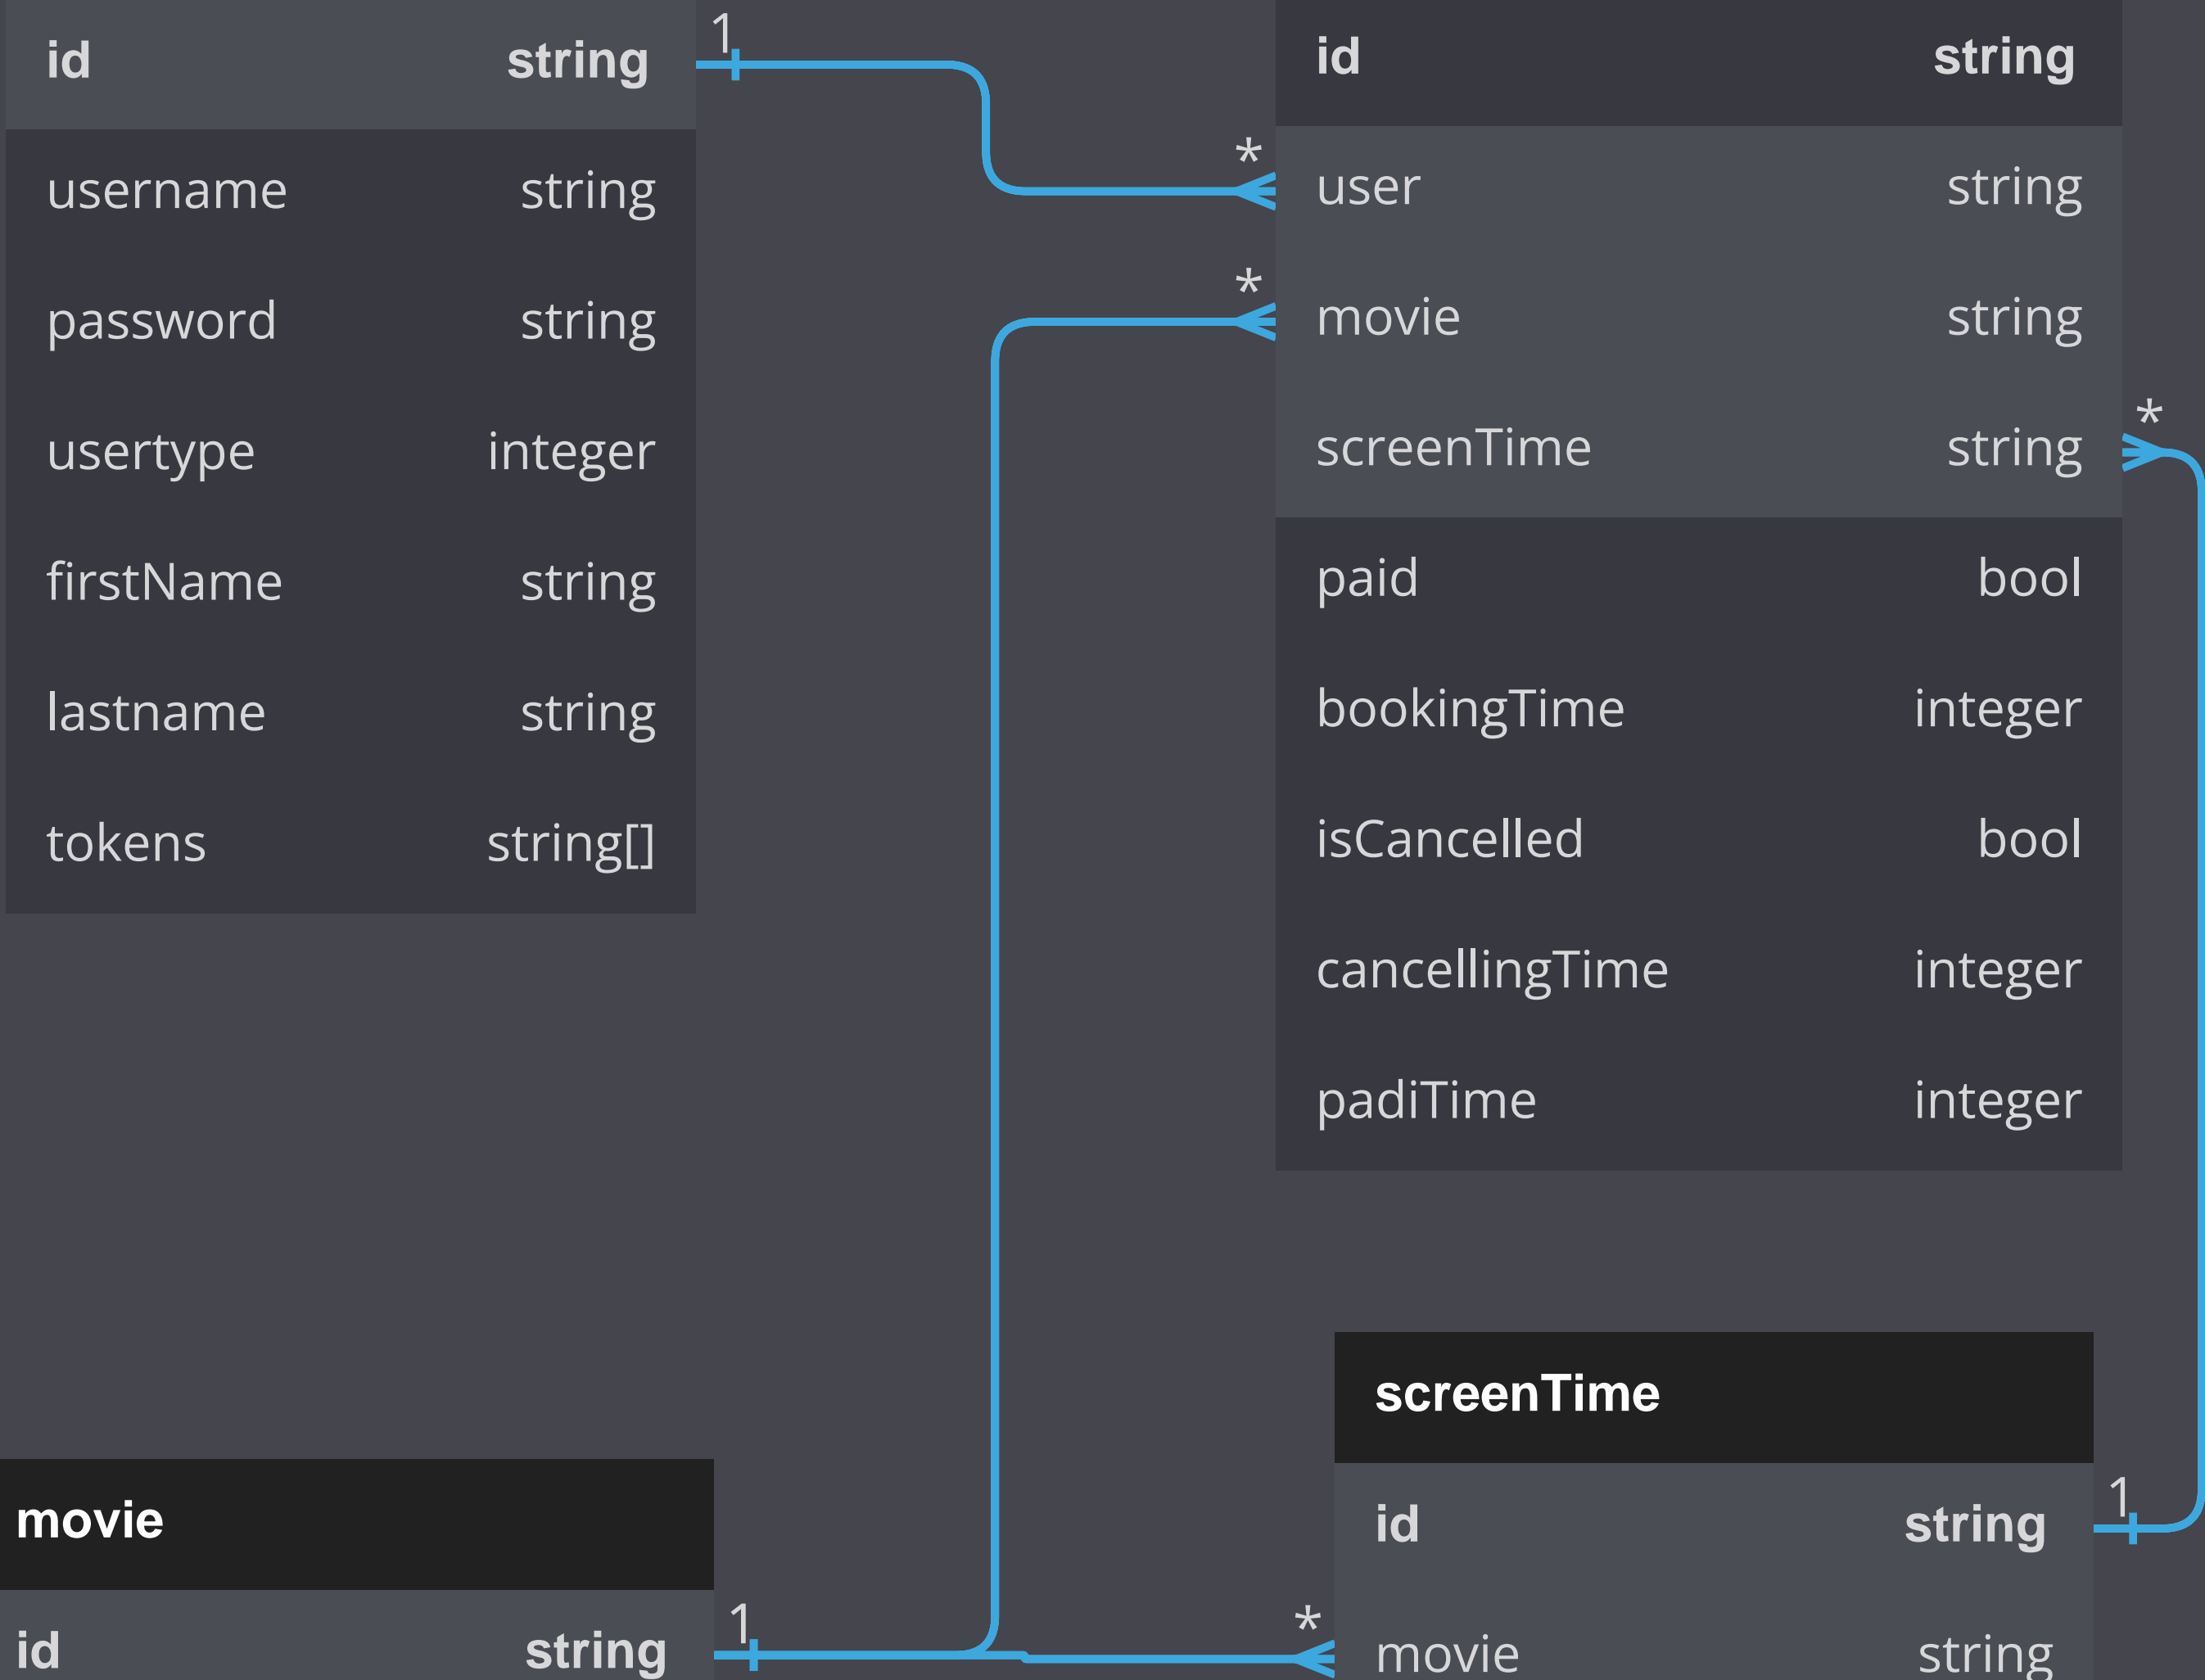 id string
username string
password string
usertype integer
firstName string
lastname string
tokens string[]
1
*
*
id string
user string
movie string
screenTime string
*
paid bool
bookingTime integer
isCancelled bool
cancellingTime integer
padiTime integer
movie
id string
1
*
screenTime
id string
1
movie string